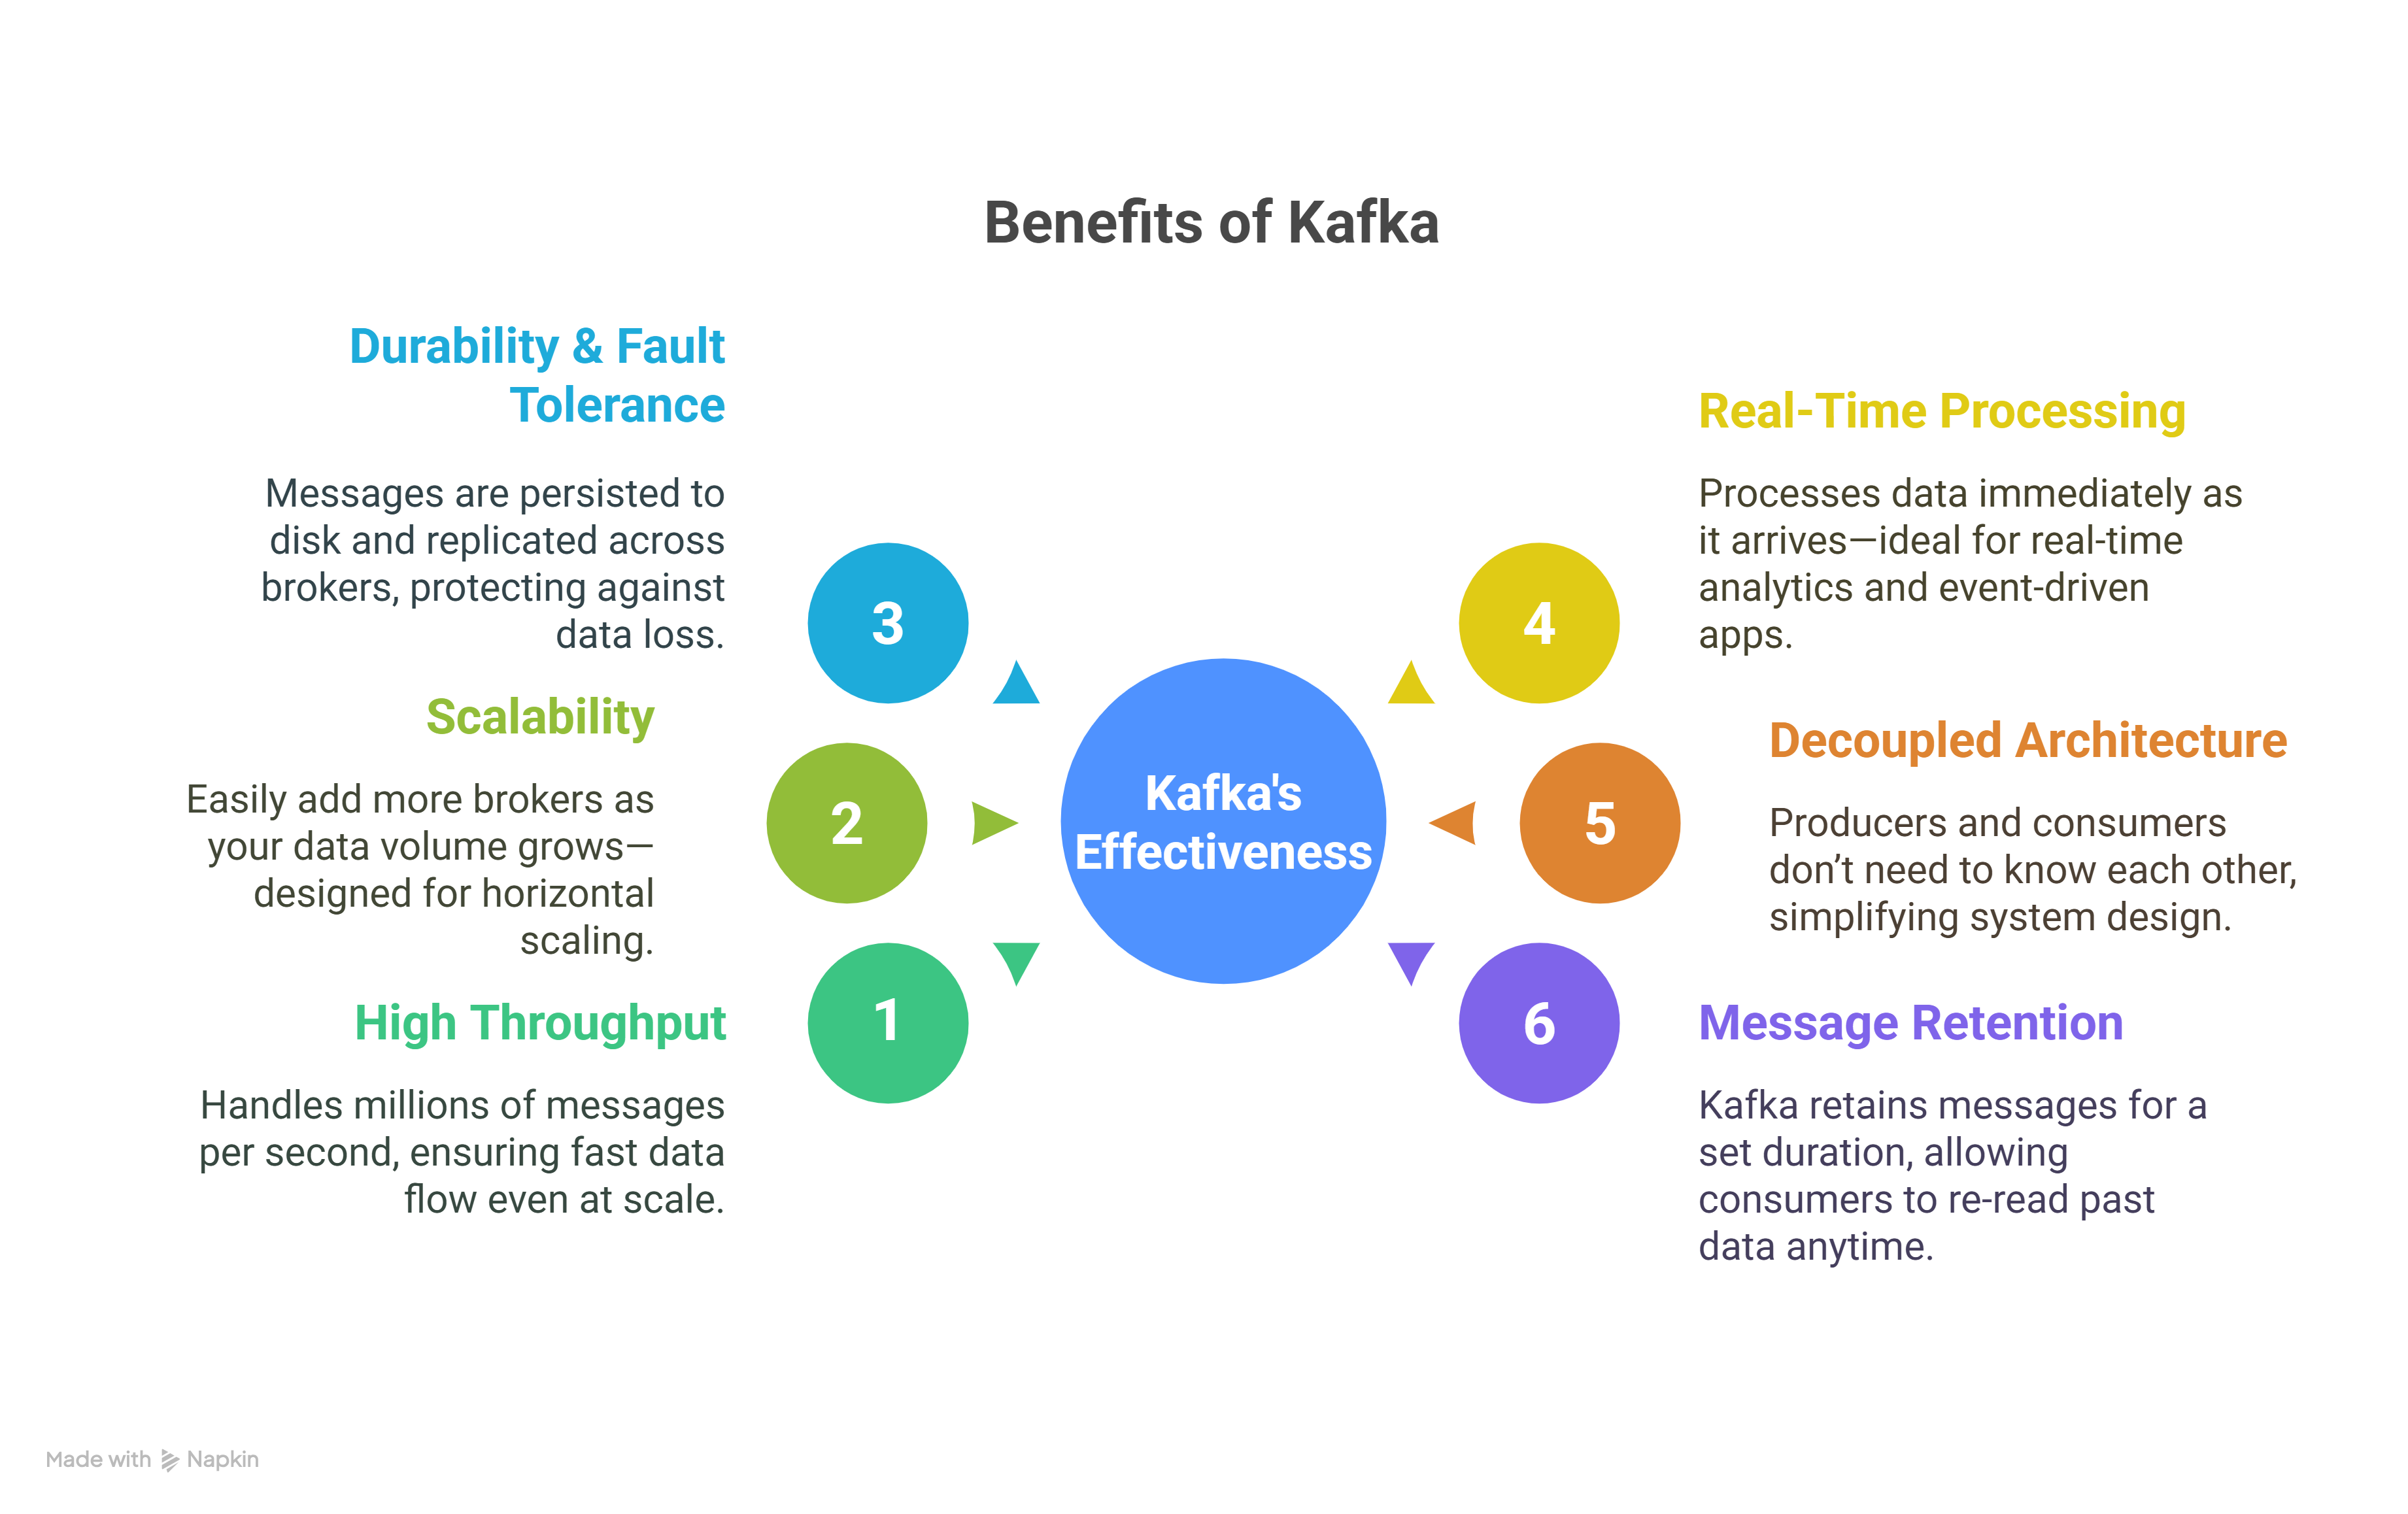 Benefits of Kafka
Durability & Fault
Tolerance
Messages are persisted to
disk and replicated across
brokers, protecting against
data loss.
3
Scalability
Easily add more brokers as
your data volume grows—
designed for horizontal
scaling.
2
High Throughput
Handles millions of messages
per second, ensuring fast data
flow even at scale.
1
Kafka's
Effectiveness
4
Real-Time Processing
Processes data immediately as
it arrives—ideal for real-time
analytics and event-driven
apps.
5
Decoupled Architecture
Producers and consumers
don’t need to know each other,
simplifying system design.
6
Message Retention
Kafka retains messages for a
set duration, allowing
consumers to re-read past
data anytime.
Made with Napkin